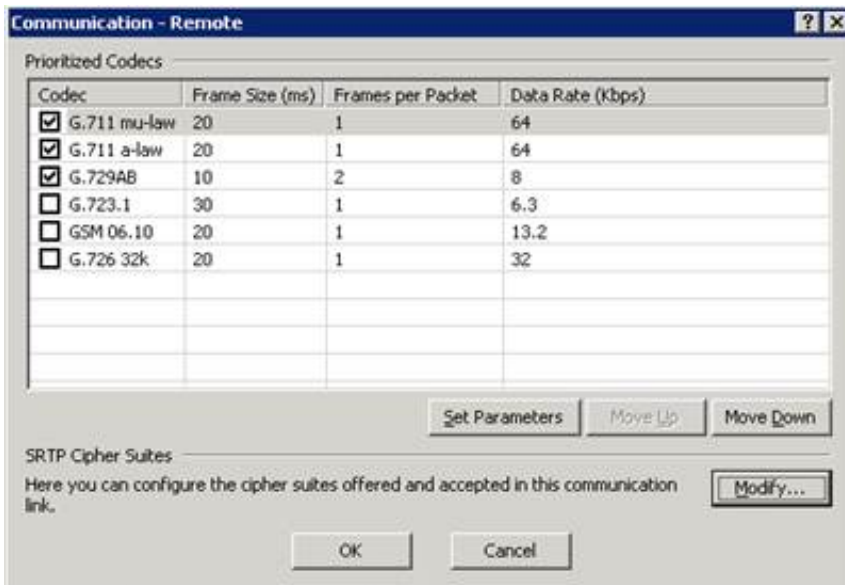 Communication - Remote
Prioritized Codecs
Codec Frame Size (ms) Frames per Packet Data Rate (Kbps)
G.711 mu-law 20 1 64
G.711 a-law 20 1 64
G.729AB 10 2 8
G.723.1 30 1 6.3
GSM 06.10 20 1 13.2
G.726 32k 20 1 32
Set Parameters Move Up Move Down
SRTP Cipher Suites
Here you can configure the cipher suites offered and accepted in this communication
link.
Modify...
OK Cancel